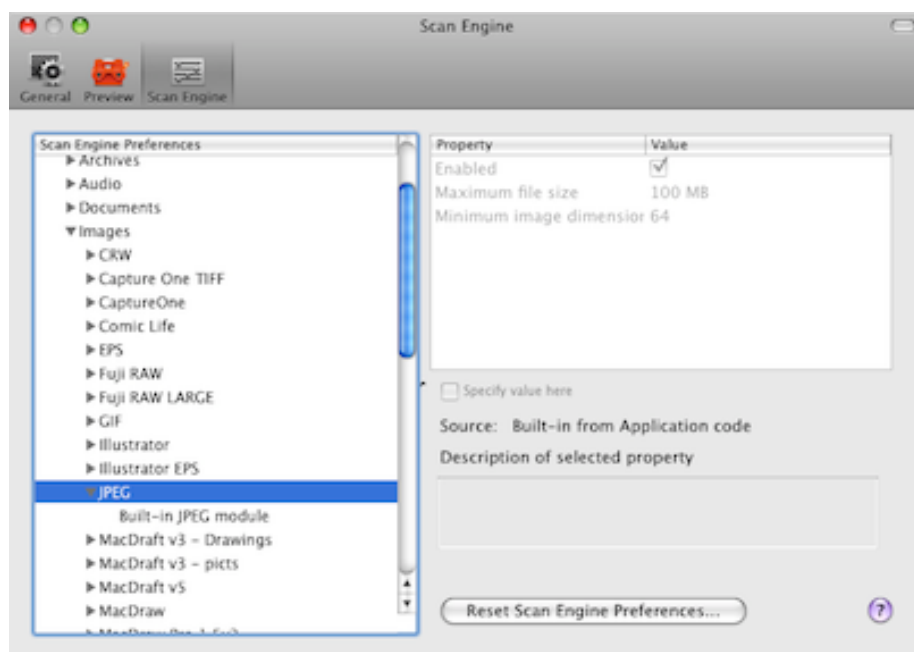 Scan Engine
General Preview Scan Engine
Scan Engine Preferences
Archives
Audio
Documents
Images
CRW
Capture One TIFF
CaptureOne
Comic Life
EPS
Fuji RAW
Fuji RAW LARGE
GIF
Illustrator
Illustrator EPS
JPEG
Built-in JPEG module
MacDraft v3 - Drawings
MacDraft v3 - picts
MacDraft v5
MacDraw
Property Value
Enabled
Maximum file size 100 MB
Minimum image dimension 64
Specify value here
Source: Built-in from Application code
Description of selected property
Reset Scan Engine Preferences...
?